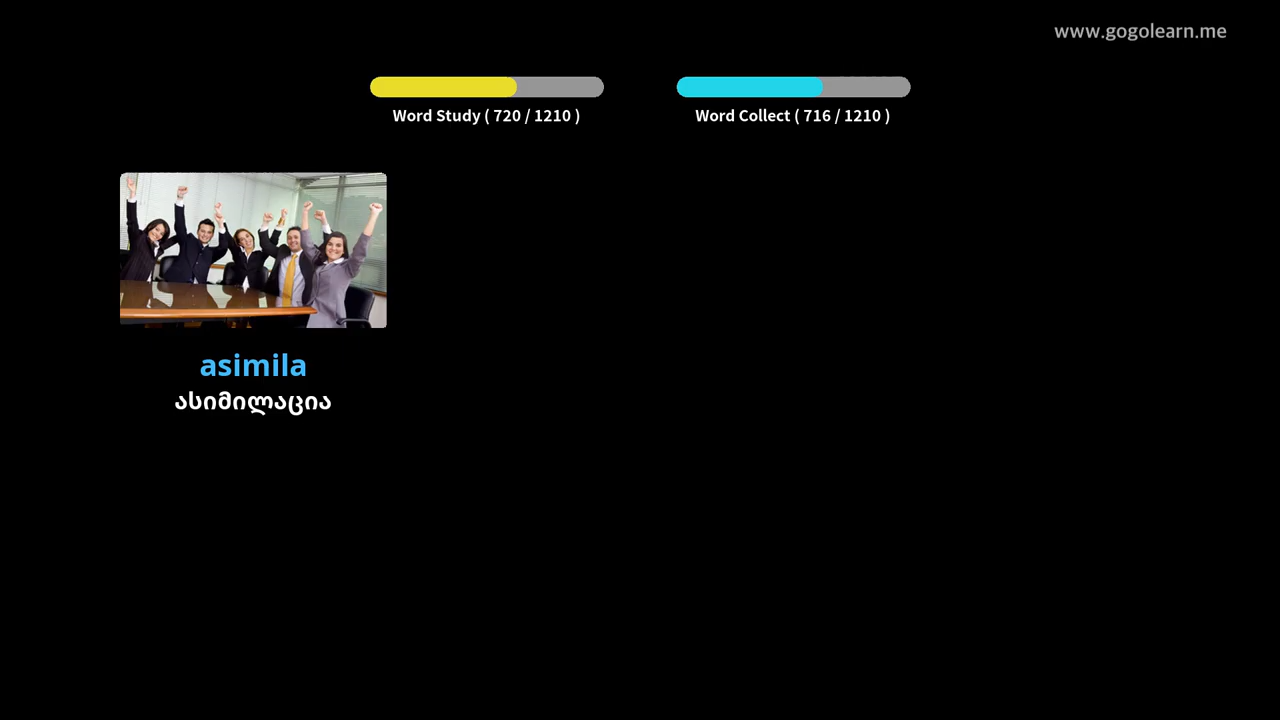 www.gogolearn.me
Word Study ( 720 / 1210 )
Word Collect ( 716 / 1210 )
asimila
ასიმილაცია